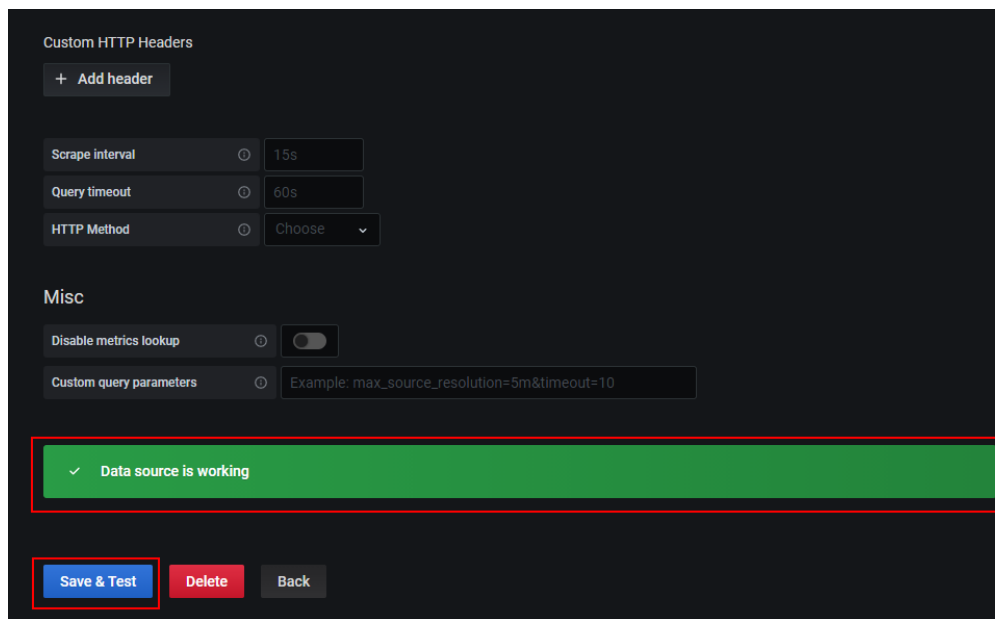 Custom HTTP Headers
+ Add header
Scrape interval 15s
Query timeout 60s
HTTP Method Choose
Misc
Disable metrics lookup
Custom query parameters Example: max_source_resolution=5m&timeout=10
Data source is working
Save & Test Delete Back